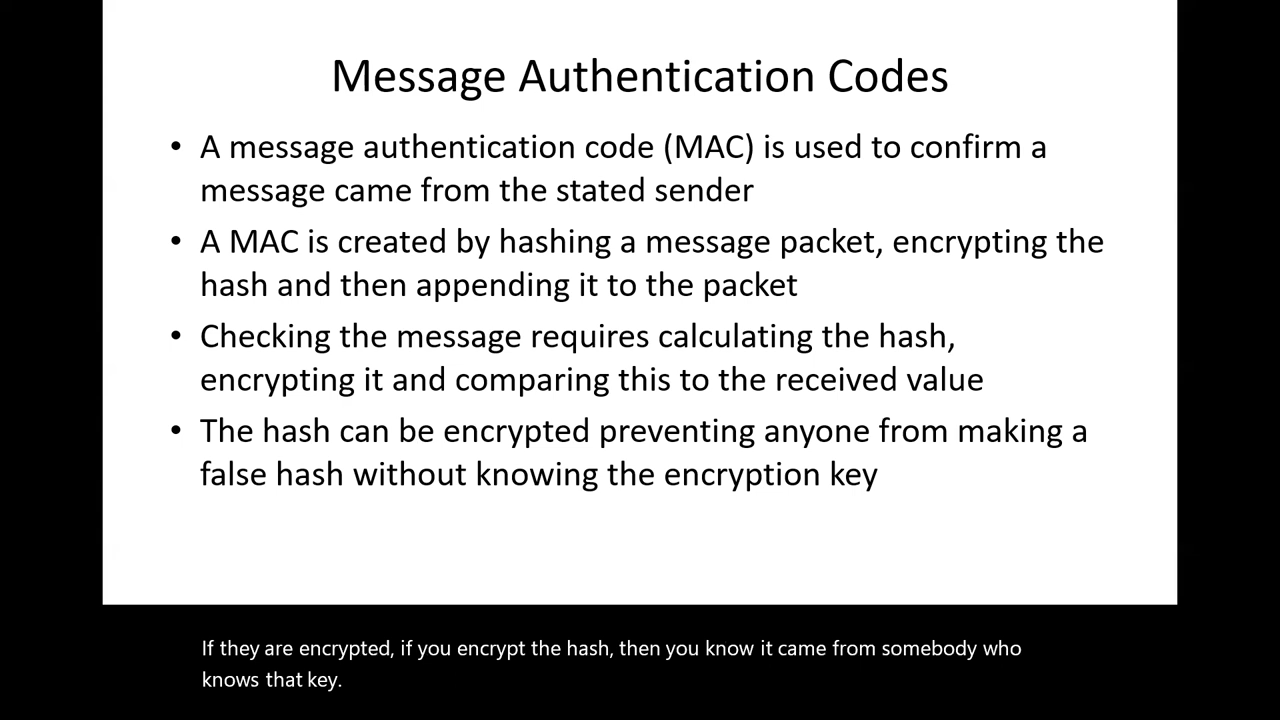 Message Authentication Codes
• A message authentication code (MAC) is used to confirm a
message came from the stated sender
• A MAC is created by hashing a message packet, encrypting the
hash and then appending it to the packet
• Checking the message requires calculating the hash,
encrypting it and comparing this to the received value
• The hash can be encrypted preventing anyone from making a
false hash without knowing the encryption key
If they are encrypted, if you encrypt the hash, then you know it came from somebody who
knows that key.